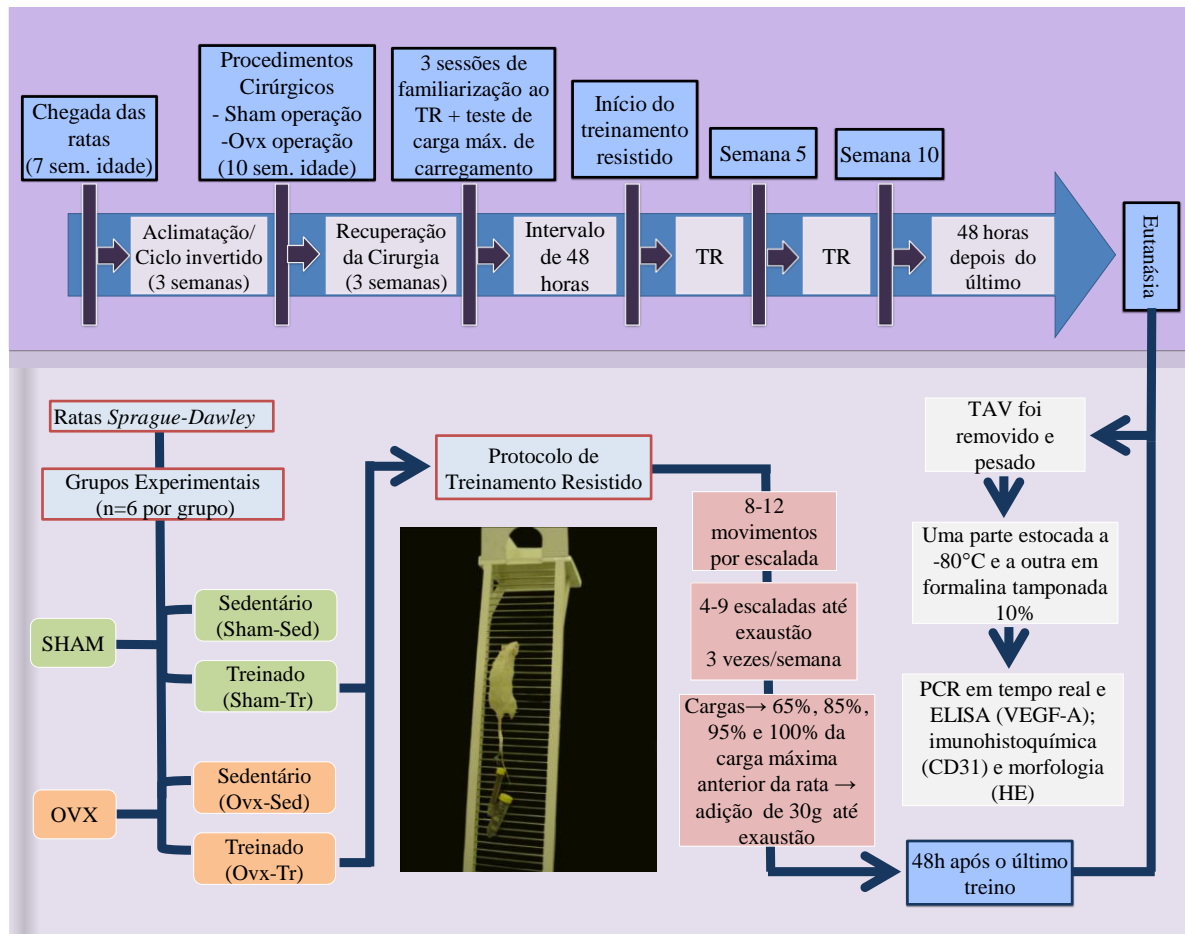 Chegada das
ratas
(7 sem. idade)
Procedimentos
Cirúrgicos
- Sham operação
-Ovx operação
(10 sem. idade)
3 sessões de
familiarização ao
TR + teste de
carga máx. de
carregamento
Início do
treinamento
resistido
Semana 5
Semana 10
Aclimatação/
Ciclo invertido
(3 semanas)
Recuperação
da Cirurgia
(3 semanas)
Intervalo
de 48
horas
TR
TR
48 horas
depois do
último
Eutanásia
Ratas Sprague-Dawley
Grupos Experimentais
(n=6 por grupo)
SHAM
Sedentário
(Sham-Sed)
Treinado
(Sham-Tr)
OVX
Sedentário
(Ovx-Sed)
Treinado
(Ovx-Tr)
Protocolo de
Treinamento Resistido
8-12
movimentos
por escalada
4-9 escaladas até
exaustão
3 vezes/semana
Cargas→ 65%, 85%,
95% e 100% da
carga máxima
anterior da rata →
adição de 30g até
exaustão
48h após o último
treino
TAV foi
removido e
pesado
Uma parte estocada a
-80°C e a outra em
formalina tamponada
10%
PCR em tempo real e
ELISA (VEGF-A);
imunohistoquímica
(CD31) e morfologia
(HE)